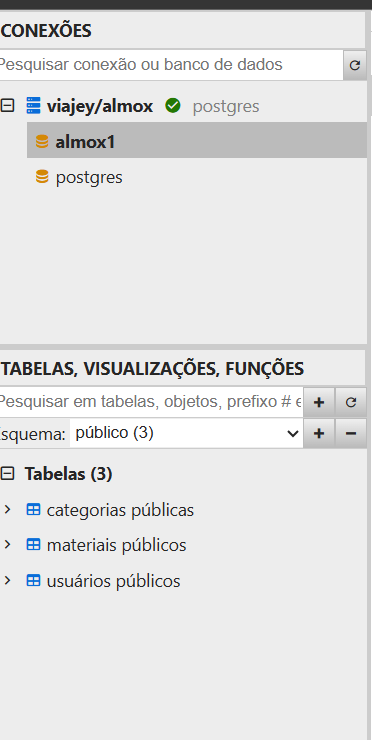 CONEXÕES
Pesquisar conexão ou banco de dados
viajey/almox postgres
almox1
postgres
TABELAS, VISUALIZAÇÕES, FUNÇÕES
Pesquisar em tabelas, objetos, prefixo # e
Esquema: público (3)
Tabelas (3)
categorias públicas
materiais públicos
usuários públicos